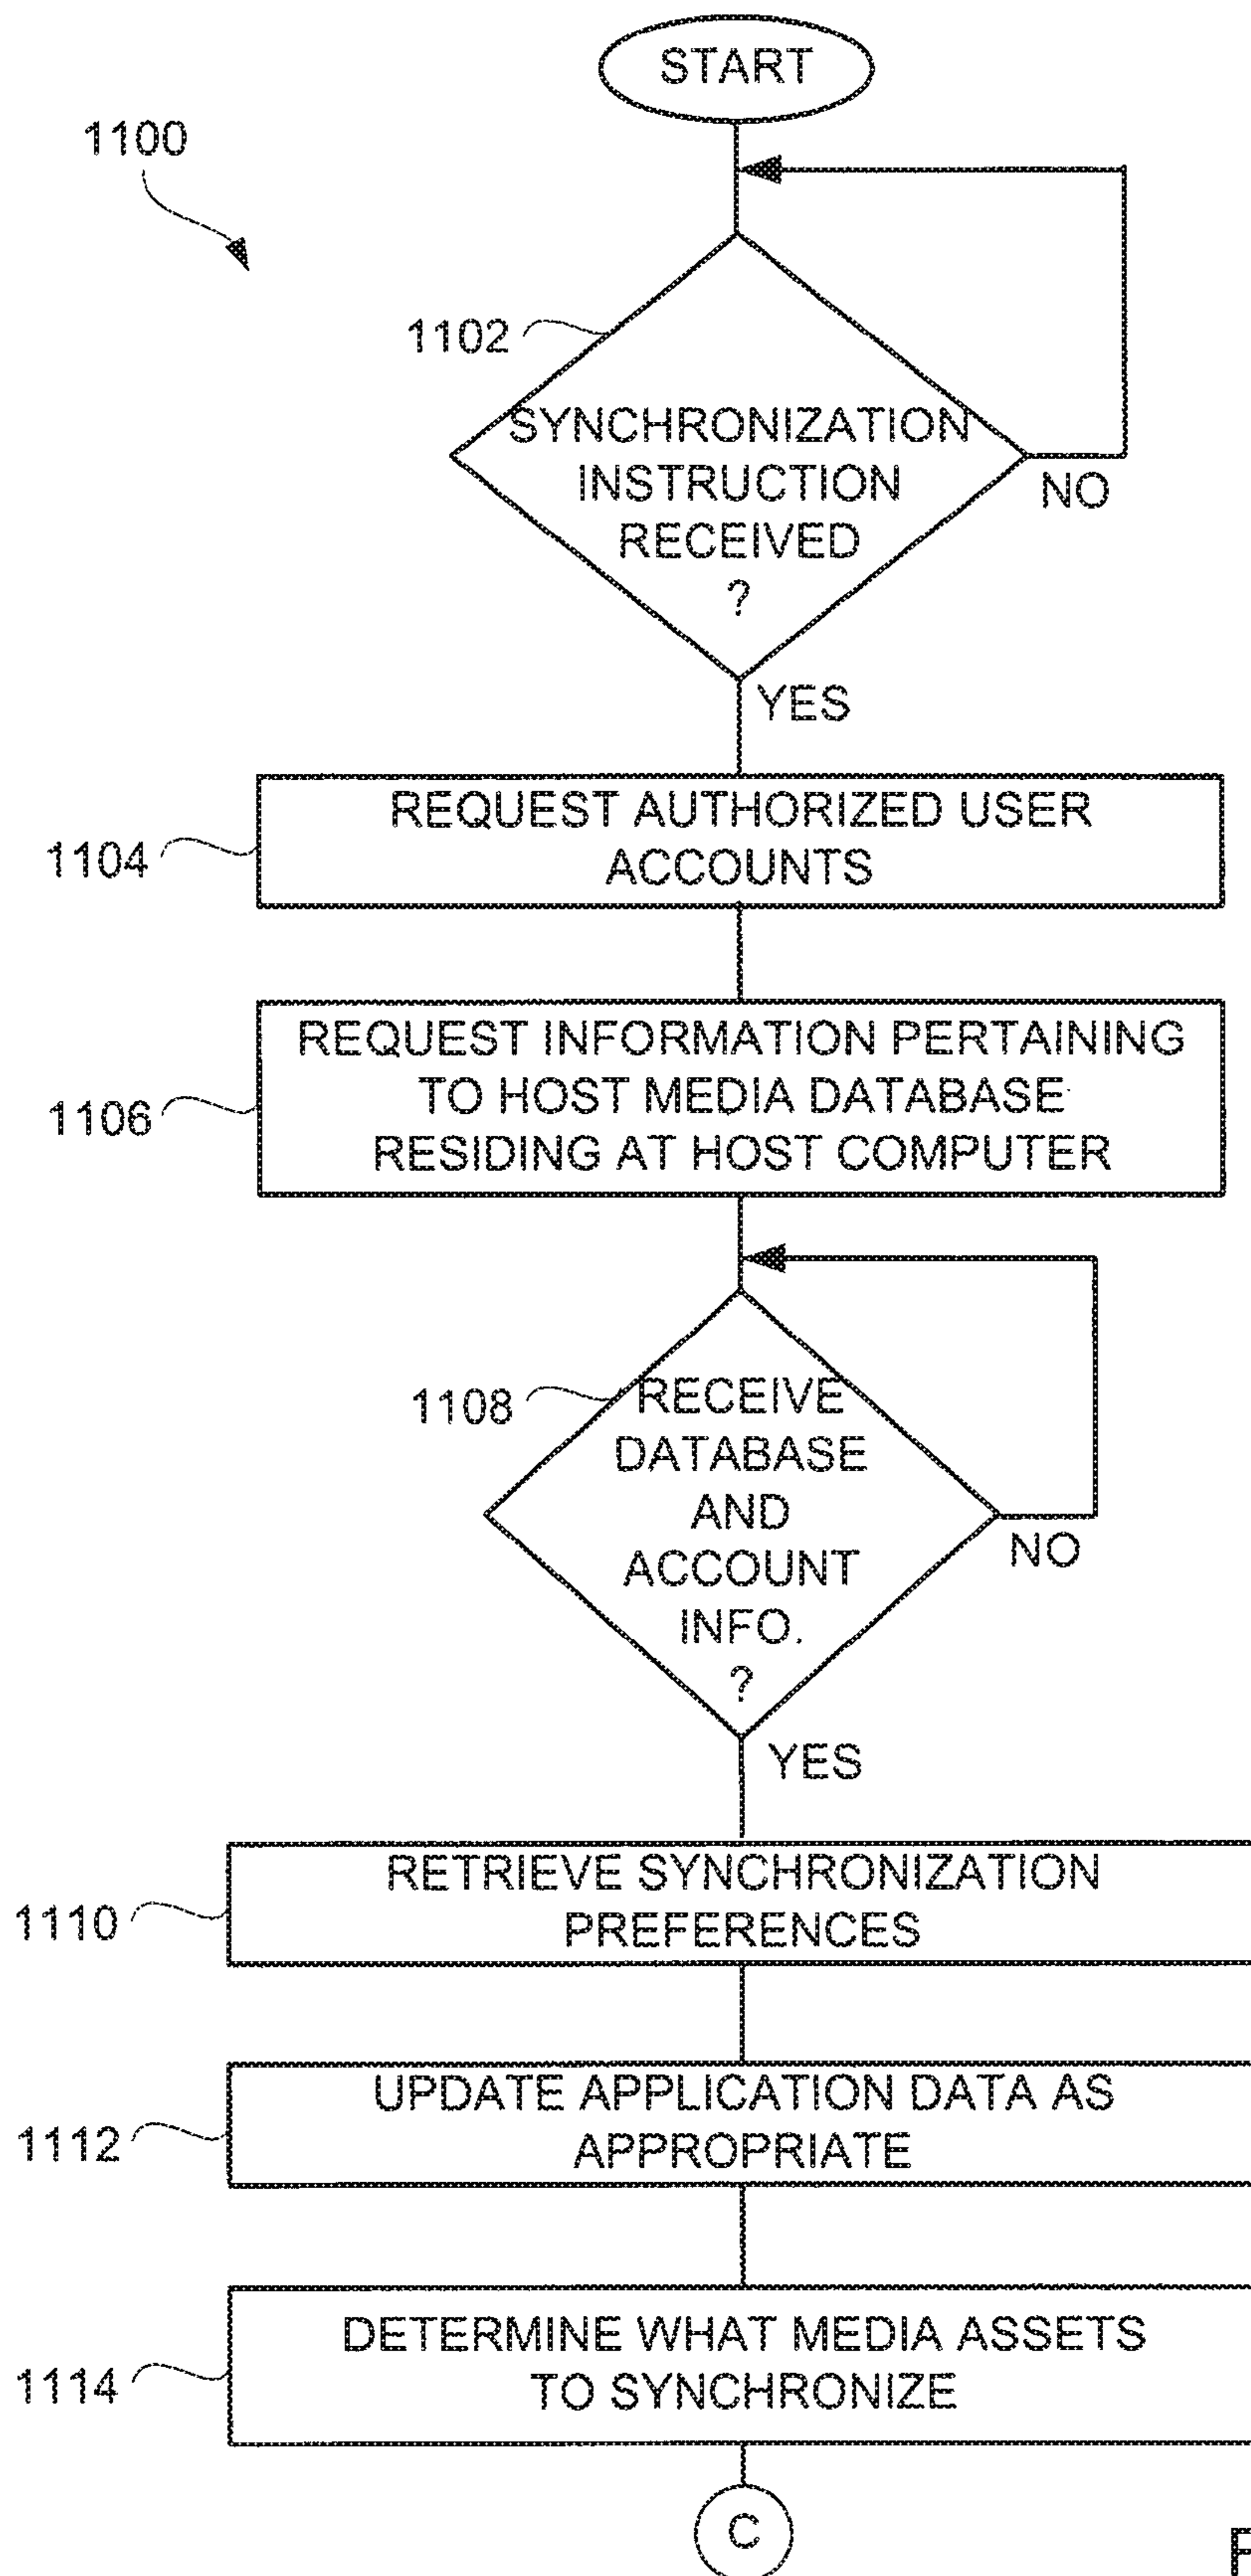 START
1100
1102
SYNCHRONIZATION
INSTRUCTION
RECEIVED
?
NO
YES
1104
REQUEST AUTHORIZED USER
ACCOUNTS
1106
REQUEST INFORMATION PERTAINING
TO HOST MEDIA DATABASE
RESIDING AT HOST COMPUTER
1108
RECEIVE
DATABASE
AND
ACCOUNT
INFO.
?
NO
YES
1110
RETRIEVE SYNCHRONIZATION
PREFERENCES
1112
UPDATE APPLICATION DATA AS
APPROPRIATE
1114
DETERMINE WHAT MEDIA ASSETS
TO SYNCHRONIZE
C